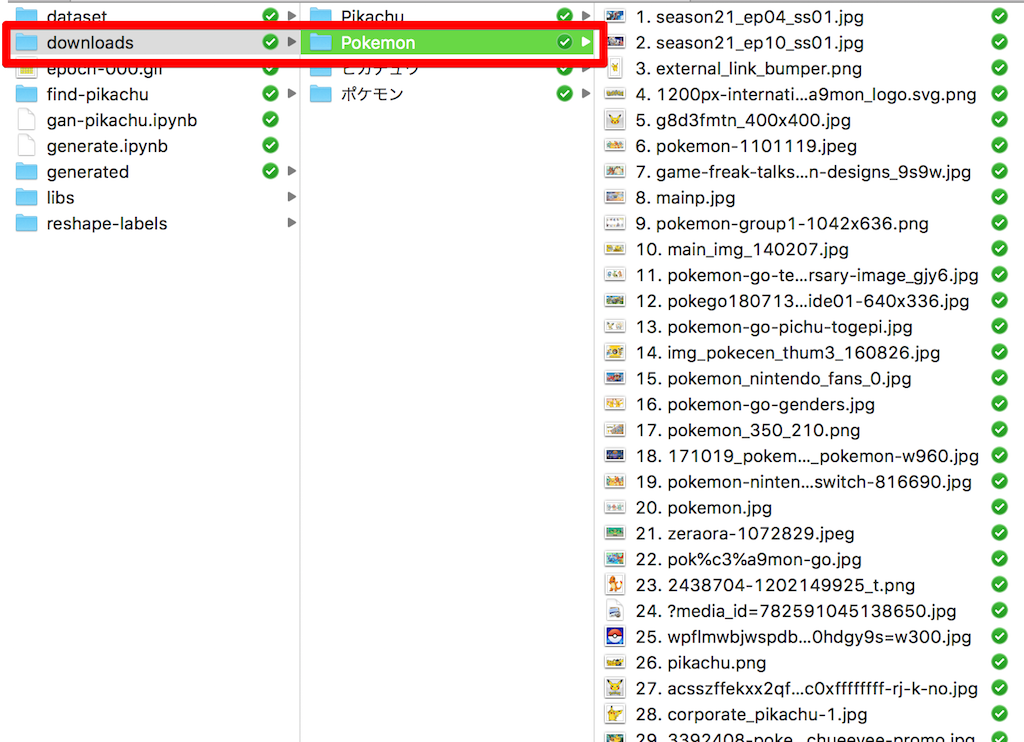 dataset
downloads
epoch-000.gif
find-pikachu
gan-pikachu.ipynb
generate.ipynb
generated
libs
reshape-labels
Pikachu
Pokemon
ピカチュウ
ポケモン
1. season21_ep04_ss01.jpg
2. season21_ep10_ss01.jpg
3. external_link_bumper.png
4. 1200px-internati...a9mon_logo.svg.png
5. g8d3fmtn_400x400.jpg
6. pokemon-1101119.jpeg
7. game-freak-talks...n-designs_9s9w.jpg
8. mainp.jpg
9. pokemon-group1-1042x636.png
10. main_img_140207.jpg
11. pokemon-go-te...rsary-image_gjy6.jpg
12. pokego180713...ide01-640x336.jpg
13. pokemon-go-pichu-togepi.jpg
14. img_pokecen_thum3_160826.jpg
15. pokemon_nintendo_fans_0.jpg
16. pokemon-go-genders.jpg
17. pokemon_350_210.png
18. 171019_pokem..._pokemon-w960.jpg
19. pokemon-ninten...switch-816690.jpg
20. pokemon.jpg
21. zeraora-1072829.jpeg
22. pok%c3%a9mon-go.jpg
23. 2438704-1202149925_t.png
24. ?media_id=782591045138650.jpg
25. wpflmwbjwspdb...0hdgy9s=w300.jpg
26. pikachu.png
27. acsszffekxx2qf...c0xffffffff-rj-k-no.jpg
28. corporate_pikachu-1.jpg
29. 3392408-poke...chueevee-promo.jpg